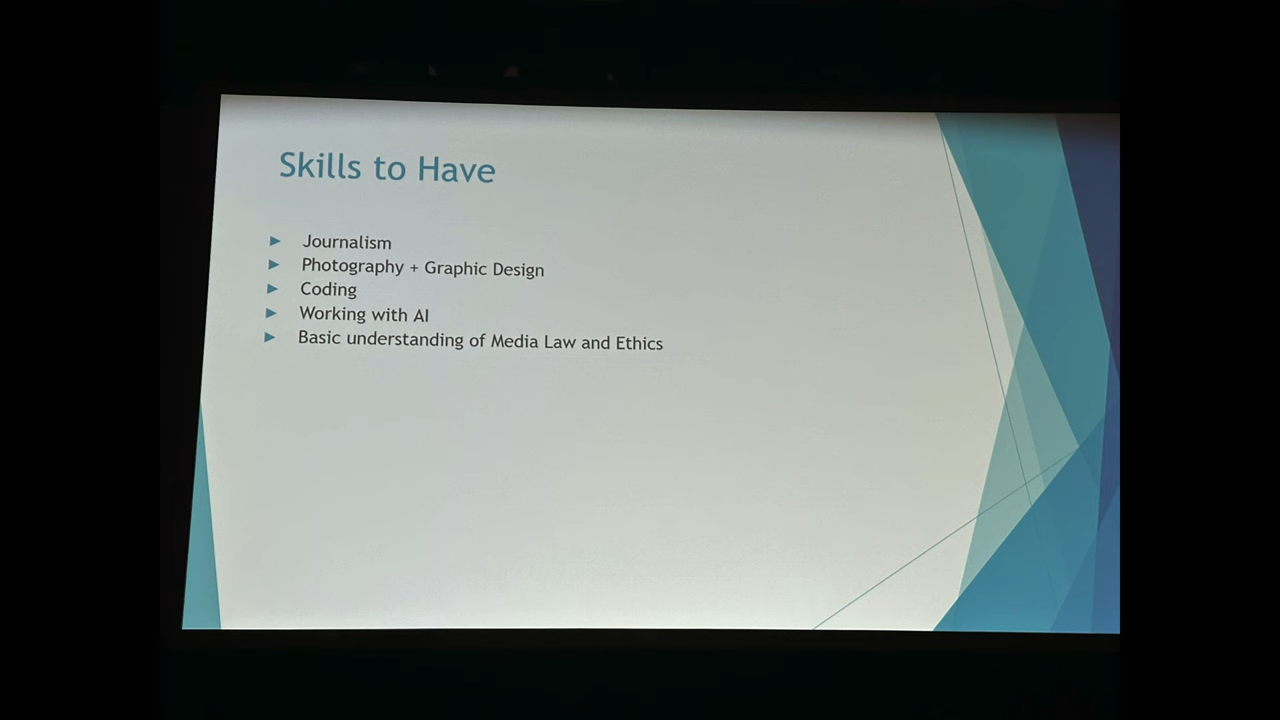 Skills to Have
Journalism
Photography + Graphic Design
Coding
Working with AI
Basic understanding of Media Law and Ethics